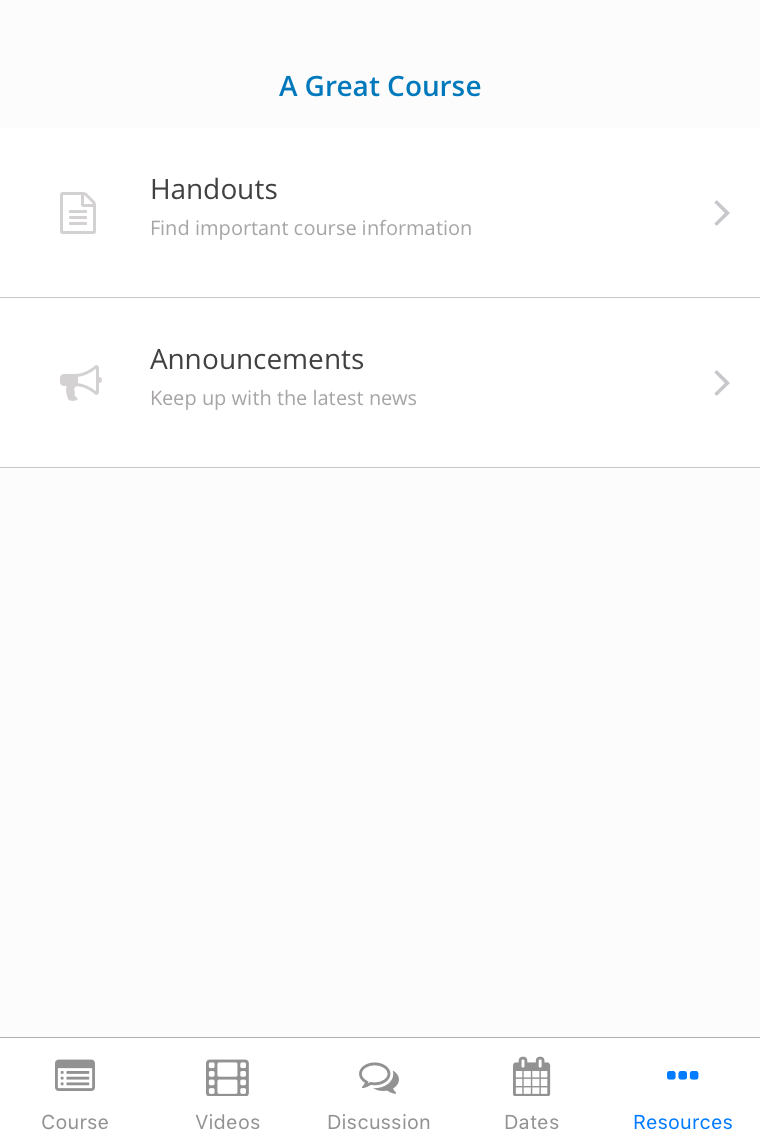 A Great Course
Handouts
Find important course information
Announcements
Keep up with the latest news
Course
Videos
Discussion
Dates
Resources